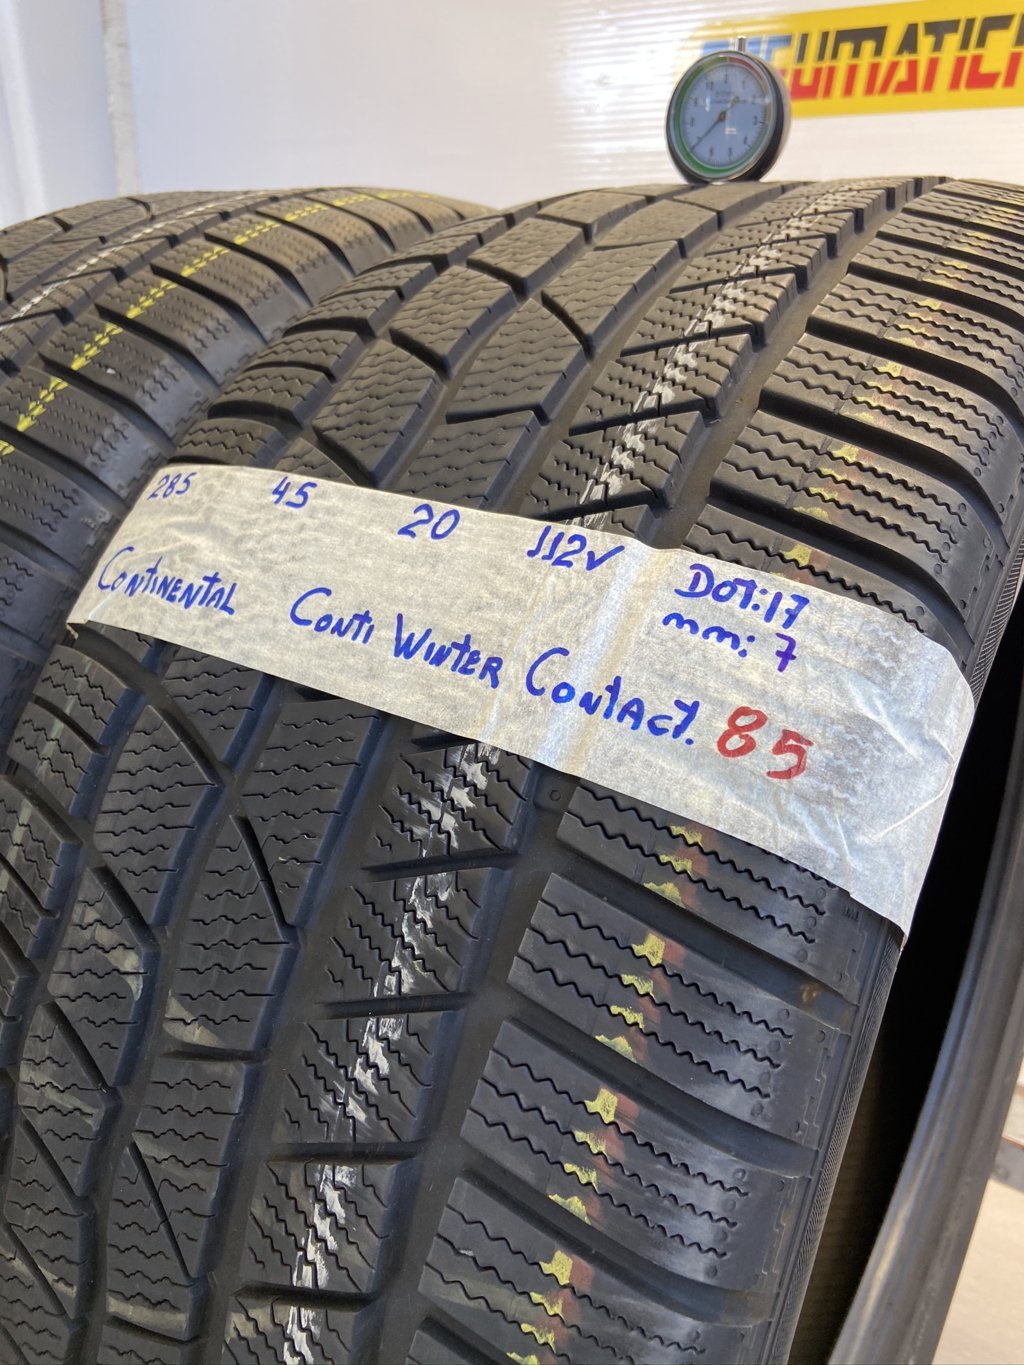 PNEUMATICI
285 45 20 112V DOT:17
mm: 7
CONTINENTAL CONTI WINTER CONTACT. 85